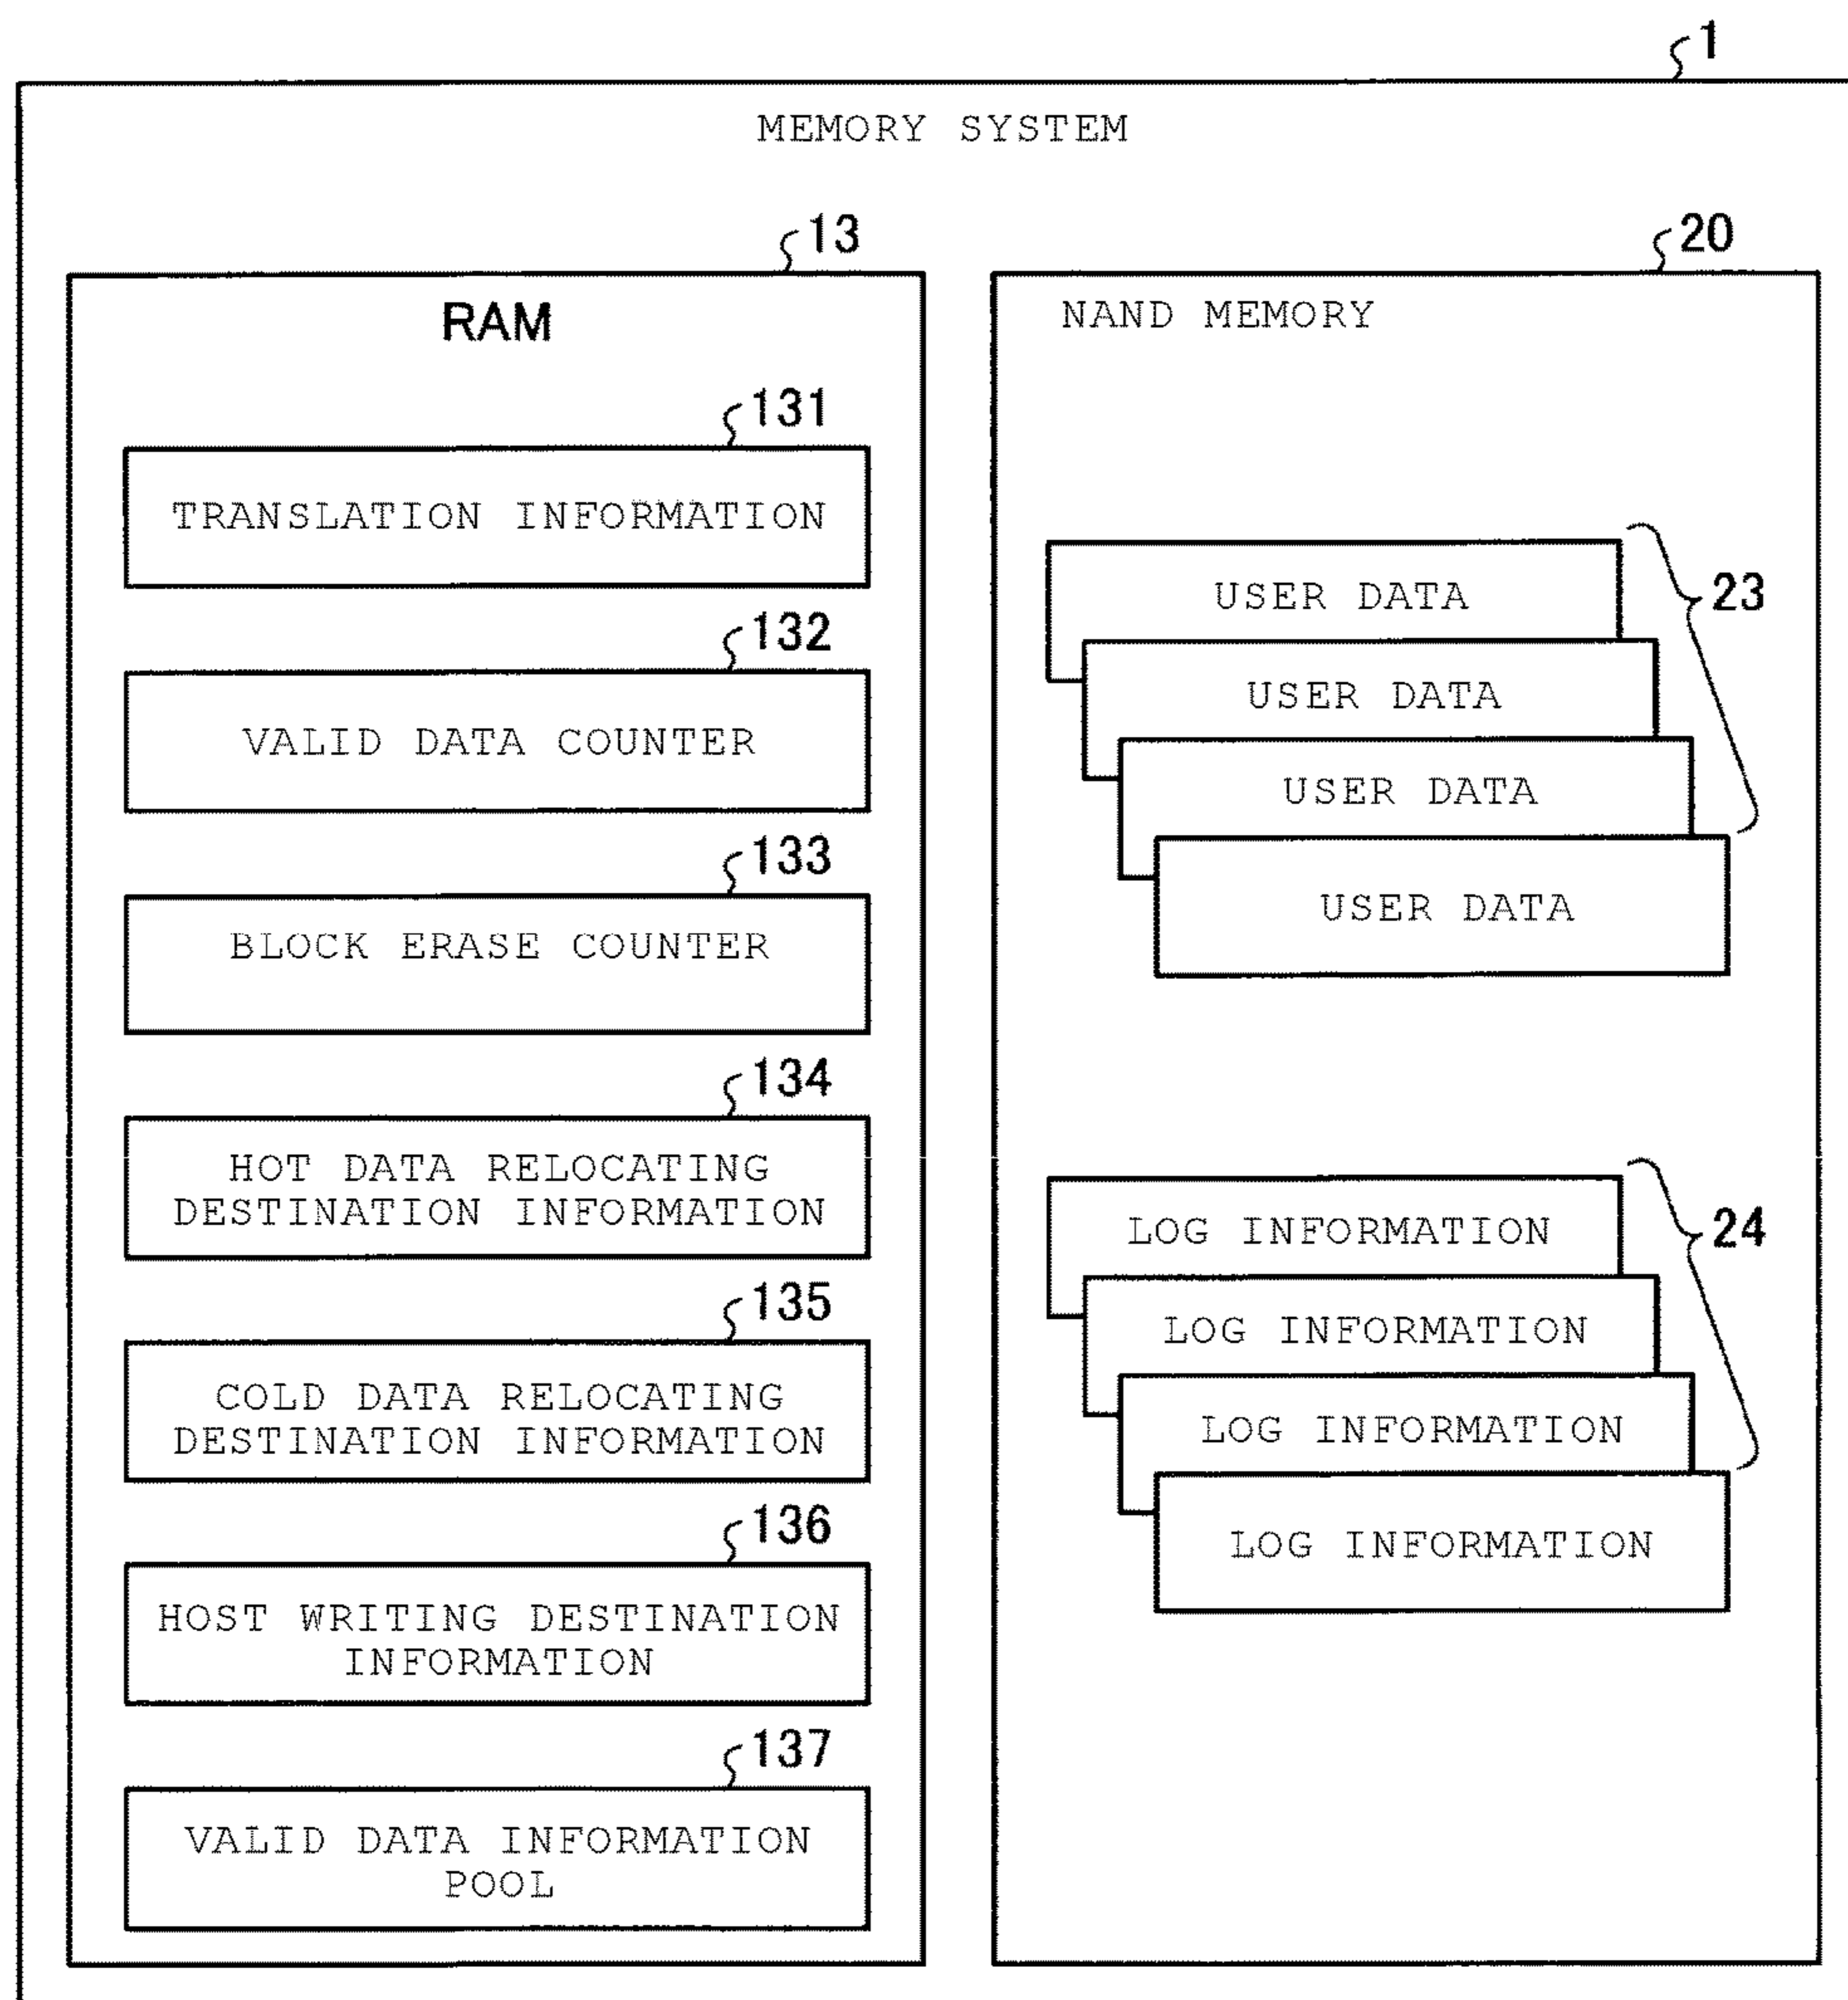 1
MEMORY SYSTEM
13
RAM
131
TRANSLATION INFORMATION
132
VALID DATA COUNTER
133
BLOCK ERASE COUNTER
134
HOT DATA RELOCATING
DESTINATION INFORMATION
135
COLD DATA RELOCATING
DESTINATION INFORMATION
136
HOST WRITING DESTINATION
INFORMATION
137
VALID DATA INFORMATION
POOL
20
NAND MEMORY
USER DATA
23
USER DATA
USER DATA
USER DATA
LOG INFORMATION
24
LOG INFORMATION
LOG INFORMATION
LOG INFORMATION